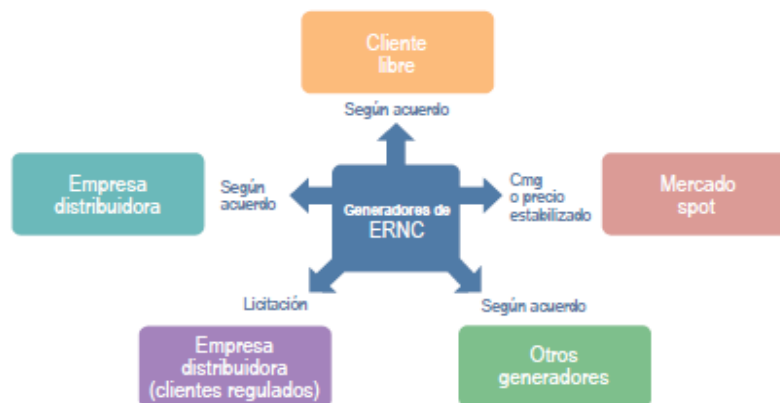 Cliente
libre
Según acuerdo
Empresa
distribuidora
Según
acuerdo
Generadores de
ERNC
Cmg
o precio
estabilizado
Mercado
spot
Licitación
Según acuerdo
Empresa
distribuidora
(clientes regulados)
Otros
generadores